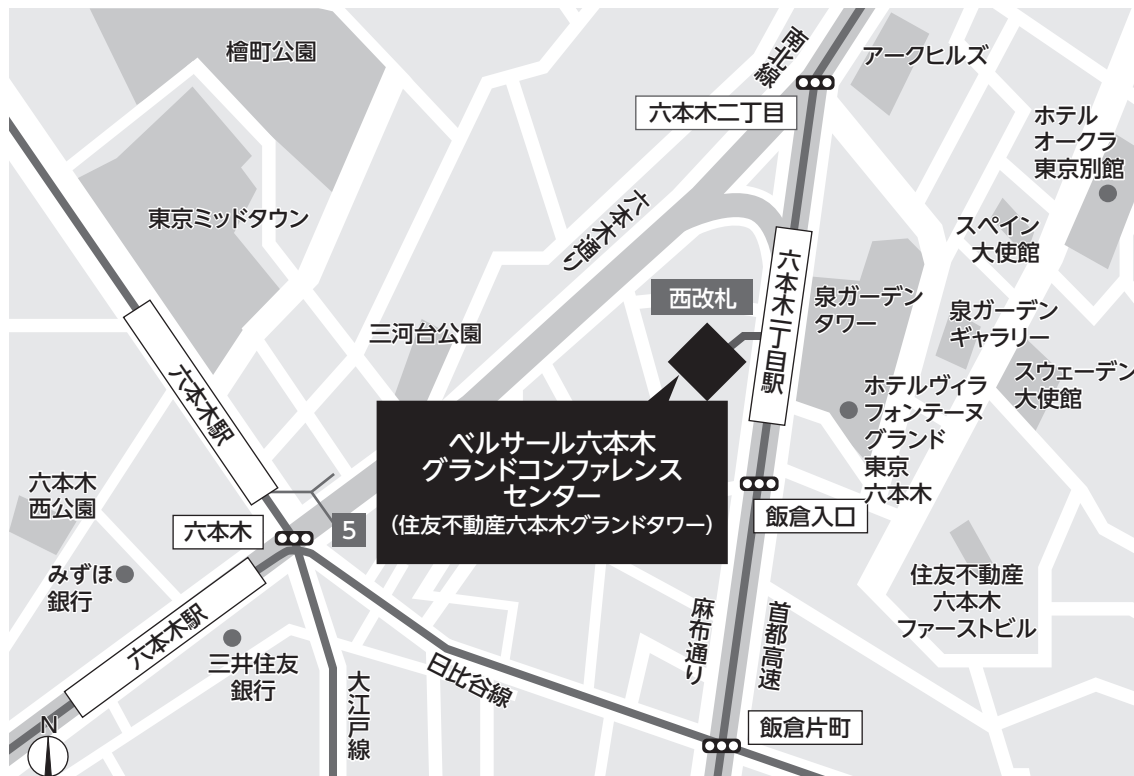 檜町公園
南北線
アークヒルズ
六本木二丁目
ホテル
オークラ
東京別館
東京ミッドタウン
六本木通り
スペイン
大使館
六本木一丁目駅
西改札
泉ガーデン
タワー
泉ガーデン
ギャラリー
三河台公園
スウェーデン
大使館
六本木駅
ホテルヴィラ
フォンテーヌ
グランド
東京
六本木
ベルサール六本木
グランドコンファレンス
センター
(住友不動産六本木グランドタワー)
六本木
西公園
六本木
5
飯倉入口
みずほ
銀行
住友不動産
六本木
ファーストビル
六本木駅
三井住友
銀行
麻布通り
首都高速
日比谷線
大江戸線
飯倉片町
N